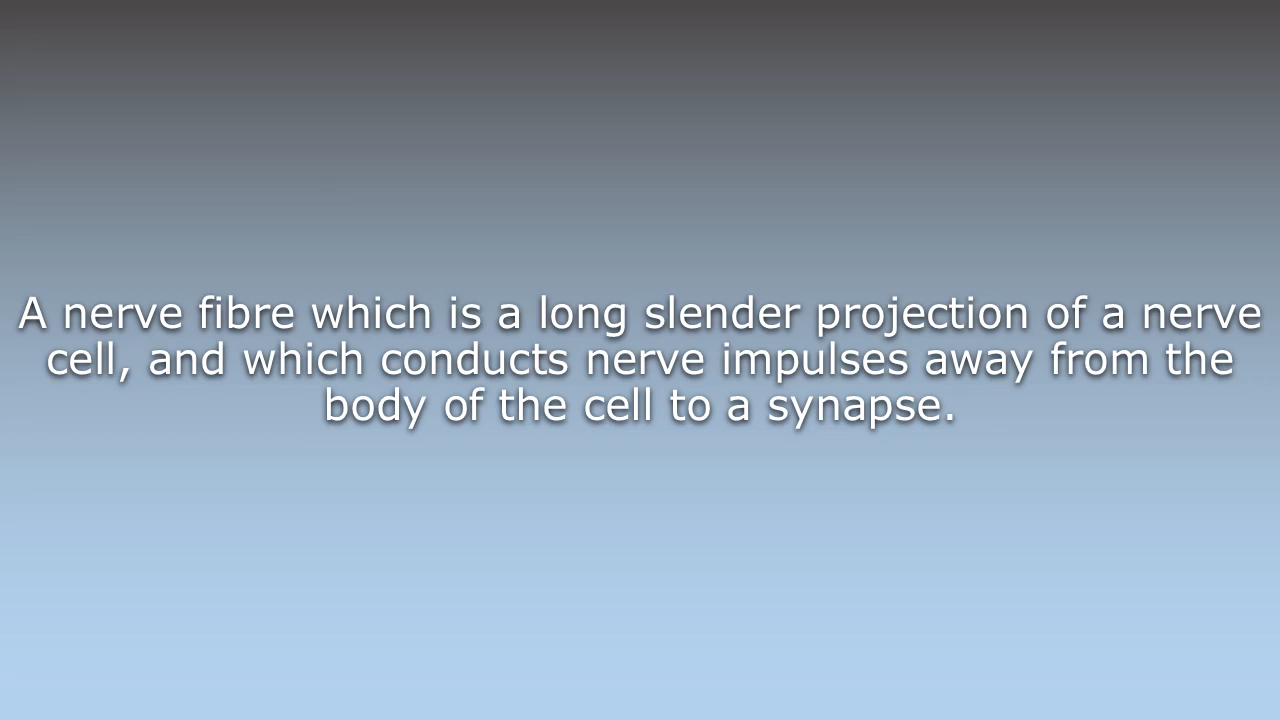 A nerve fibre which is a long slender projection of a nerve
cell, and which conducts nerve impulses away from the
body of the cell to a synapse.